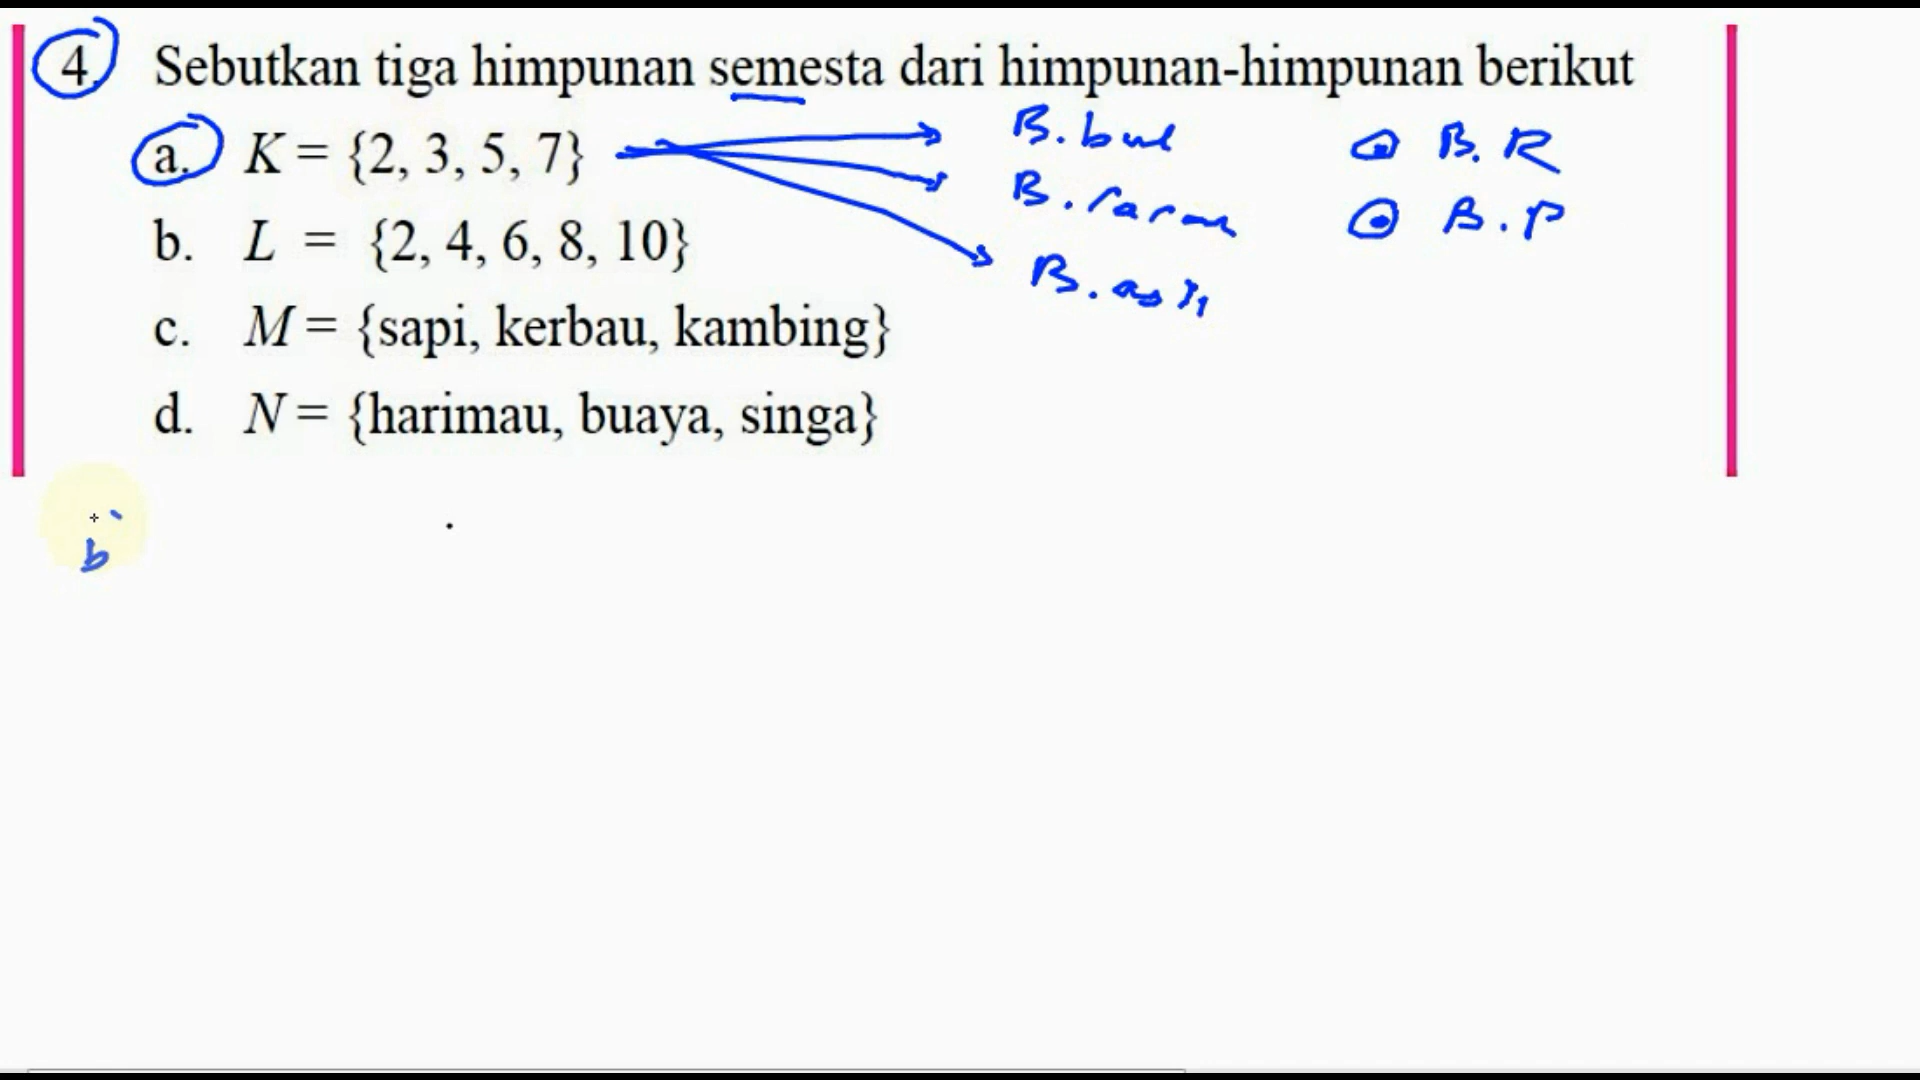 4. Sebutkan tiga himpunan semesta dari himpunan-himpunan berikut
a. K = {2, 3, 5, 7}
B. bul
B. R
B. P
B. asli
b. L = {2, 4, 6, 8, 10}
c. M = {sapi, kerbau, kambing}
d. N = {harimau, buaya, singa}
b